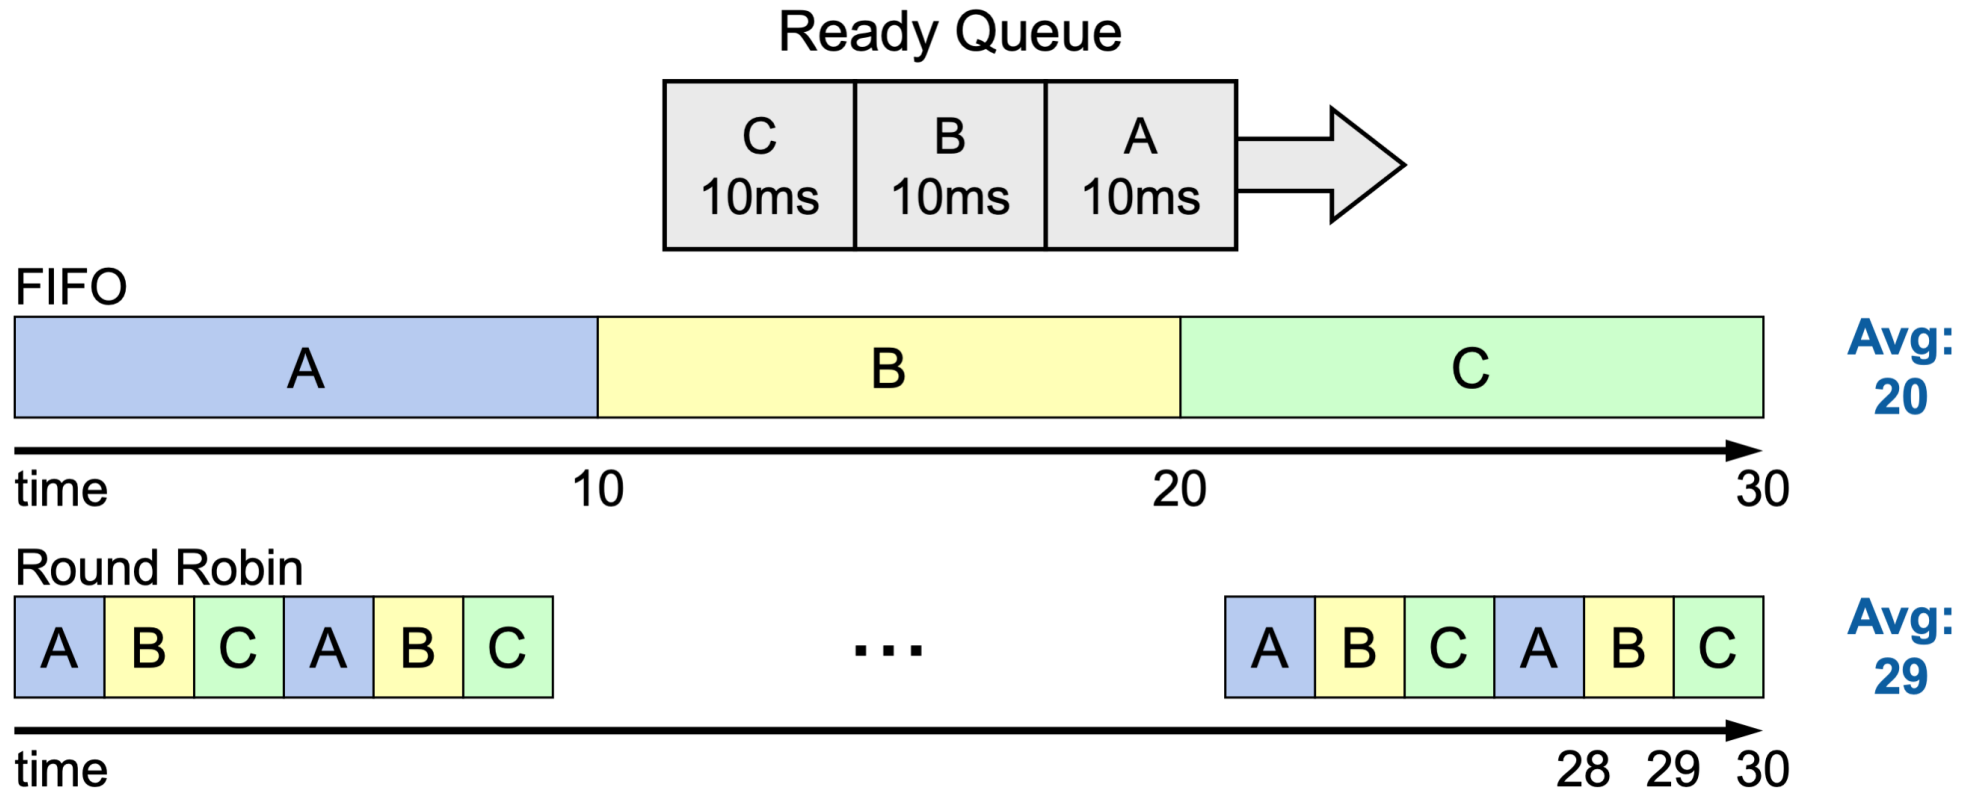 Ready Queue
C B A
10ms 10ms 10ms
FIFO
A B C
Avg:
20
time 10 20 30
Round Robin
A B C A B C ... A B C A B C
Avg:
29
time 28 29 30